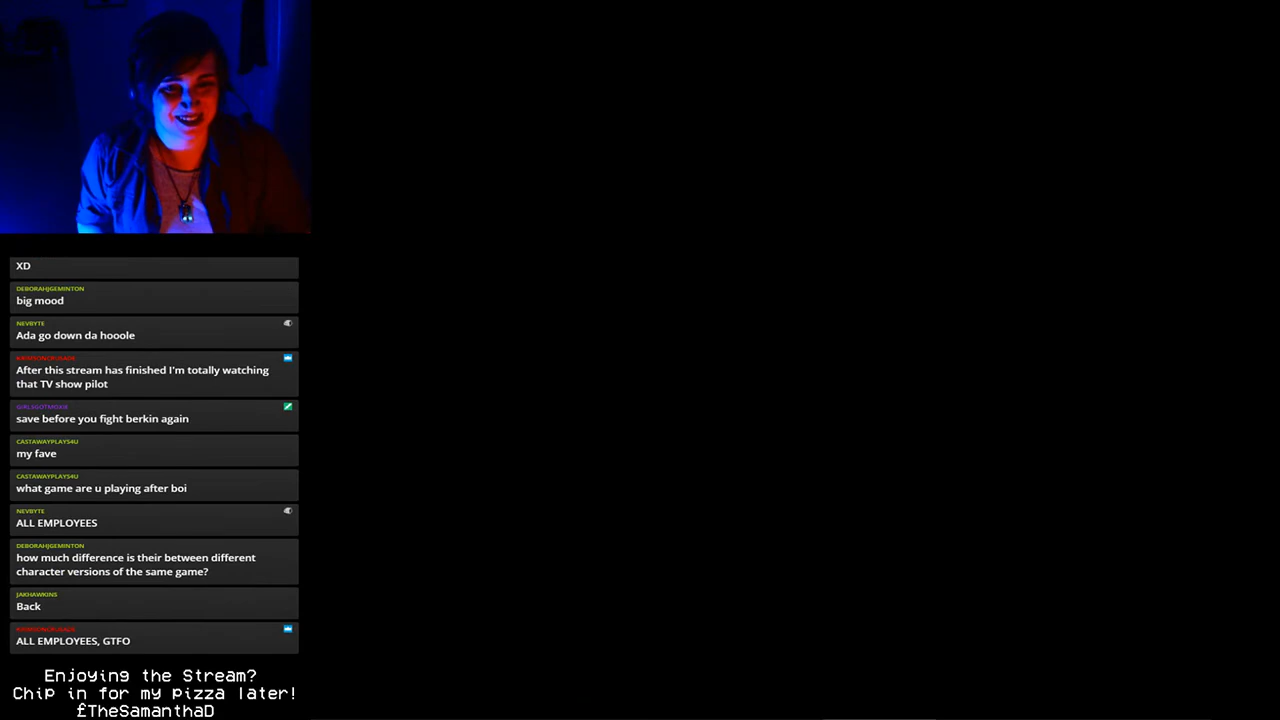 XD
DEBORAHJGEMINTON
big mood
NEVBYTE
Ada go down da hooole
After this stream has finished I'm totally watching
that TV show pilot
GIRLSGOTMOXIE
save before you fight berkin again
CASTAWAYPLAYS4U
my fave
CASTAWAYPLAYS4U
what game are u playing after boi
NEVBYTE
ALL EMPLOYEES
DEBORAHJGEMINTON
how much difference is their between different
character versions of the same game?
JAKHAWKINS
Back
ALL EMPLOYEES, GTFO
Enjoying the Stream?
Chip in for my pizza later!
£TheSamanthaD